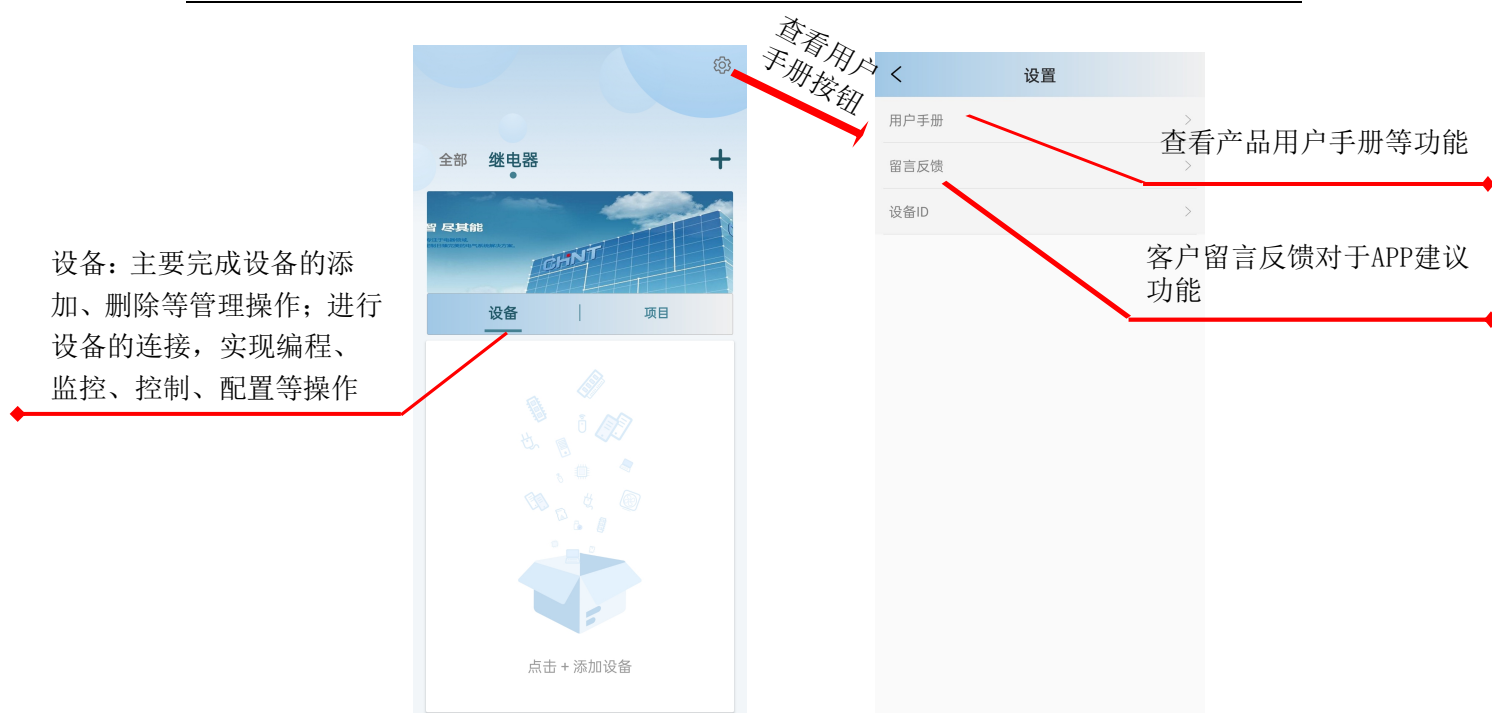 查看用户
手册按钮
设置
用户手册
查看产品用户手册等功能
留言反馈
设备ID
客户留言反馈对于APP建议
功能
全部 继电器
智 尽其能
CHNT
设备：主要完成设备的添
加、删除等管理操作；进行
设备的连接，实现编程、
监控、控制、配置等操作
设备 项目
点击 + 添加设备